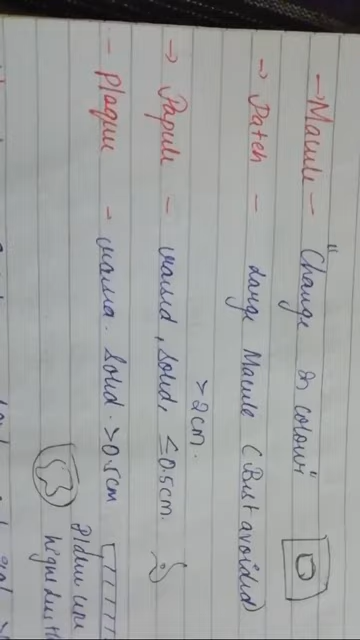 → Macule - "Change in colour"
→ Patch - Large Macule (Best avoided)
> 2cm.
→ Papule - raised, solid, ≤ 0.5cm.
- Plaque - raised. Solid. > 0.5cm